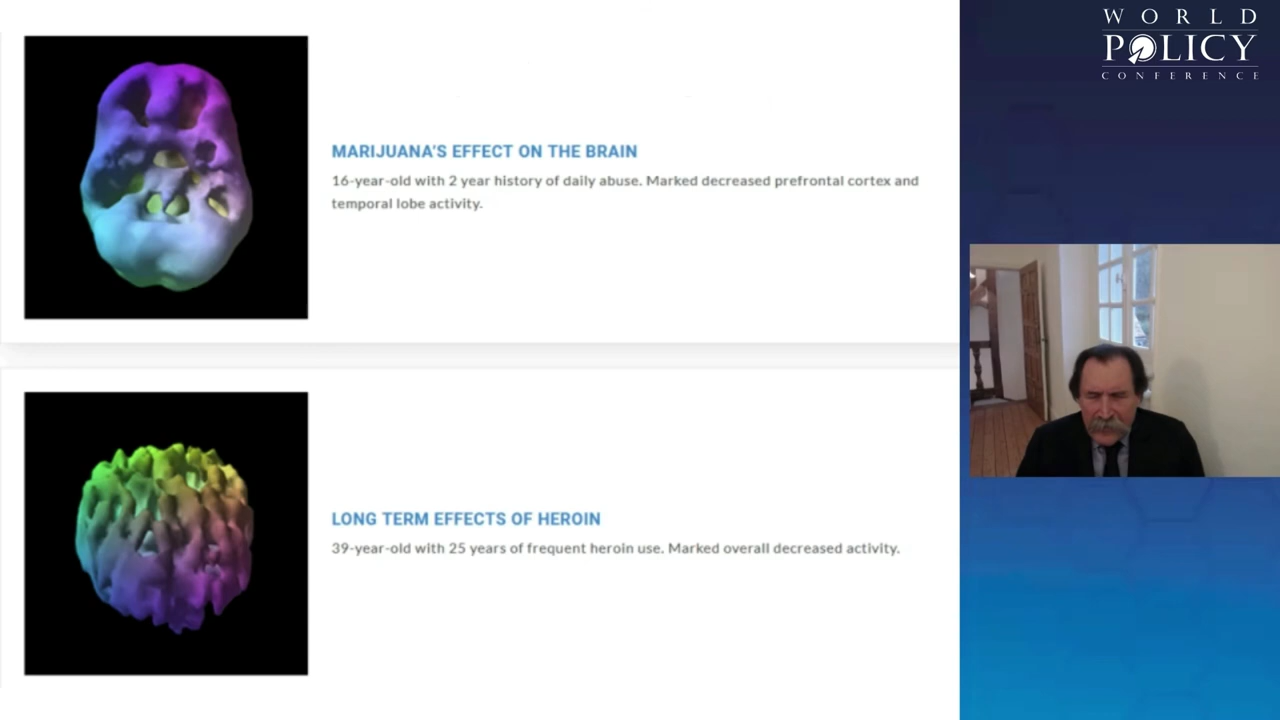 WORLD
POLICY
CONFERENCE
MARIJUANA'S EFFECT ON THE BRAIN
16-year-old with 2 year history of daily abuse. Marked decreased prefrontal cortex and
temporal lobe activity.
LONG TERM EFFECTS OF HEROIN
39-year-old with 25 years of frequent heroin use. Marked overall decreased activity.